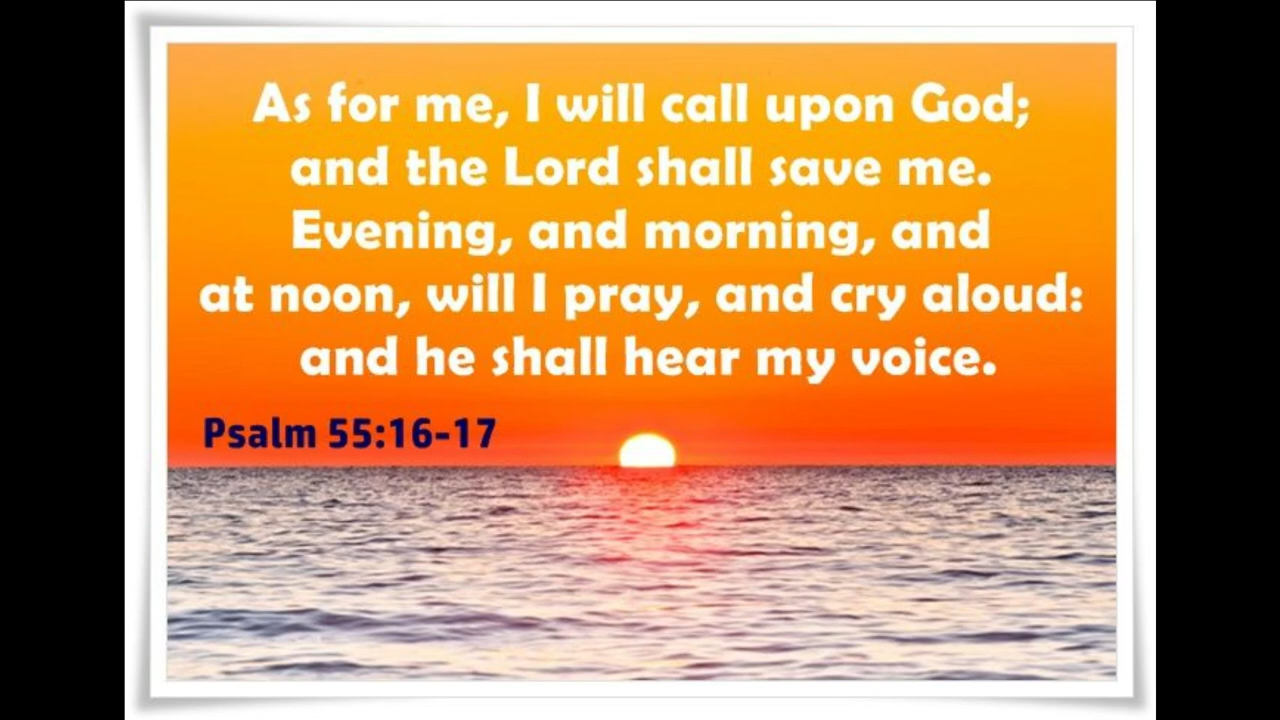 As for me, I will call upon God;
and the Lord shall save me.
Evening, and morning, and
at noon, will I pray, and cry aloud:
and he shall hear my voice.
Psalm 55:16-17